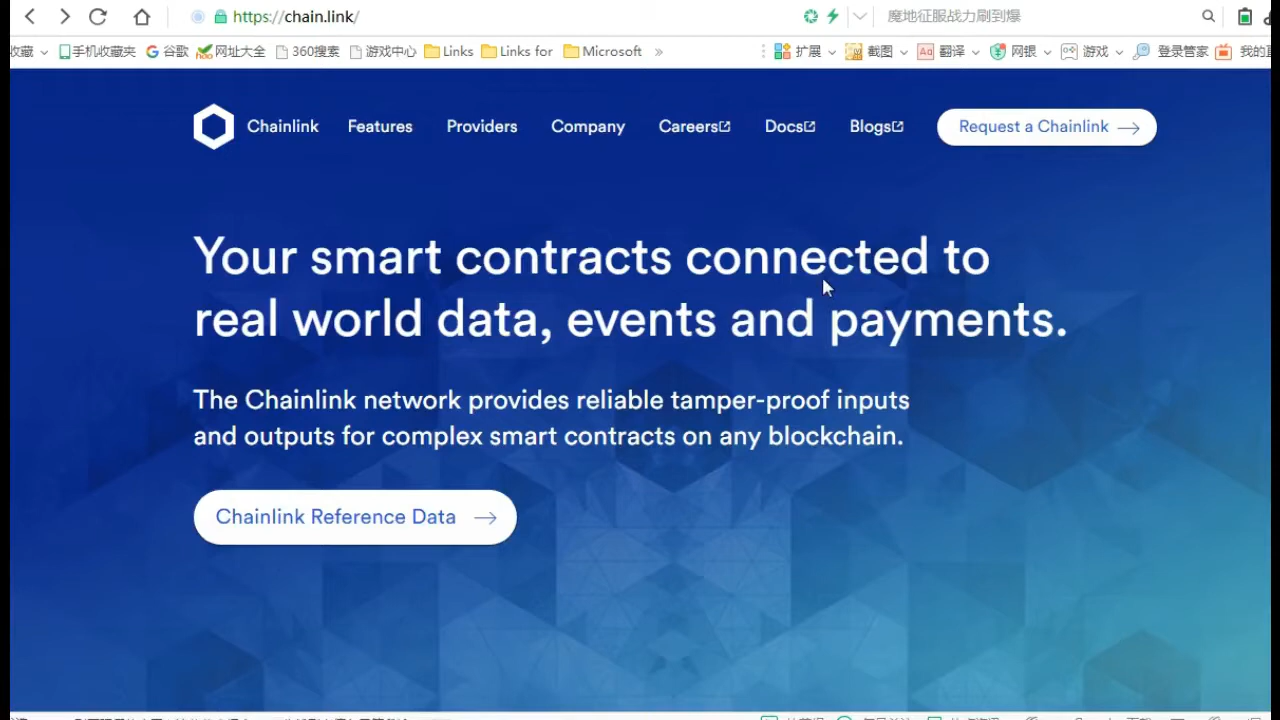 https://chain.link/
魔地征服战力刷到爆
收藏 手机收藏夹 谷歌 网址大全 360搜索 游戏中心 Links Links for Microsoft » 扩展 截图 Aa 翻译 网银 游戏 登录管家 我的
Chainlink Features Providers Company Careers Docs Blogs Request a Chainlink
Your smart contracts connected to
real world data, events and payments.
The Chainlink network provides reliable tamper-proof inputs
and outputs for complex smart contracts on any blockchain.
Chainlink Reference Data